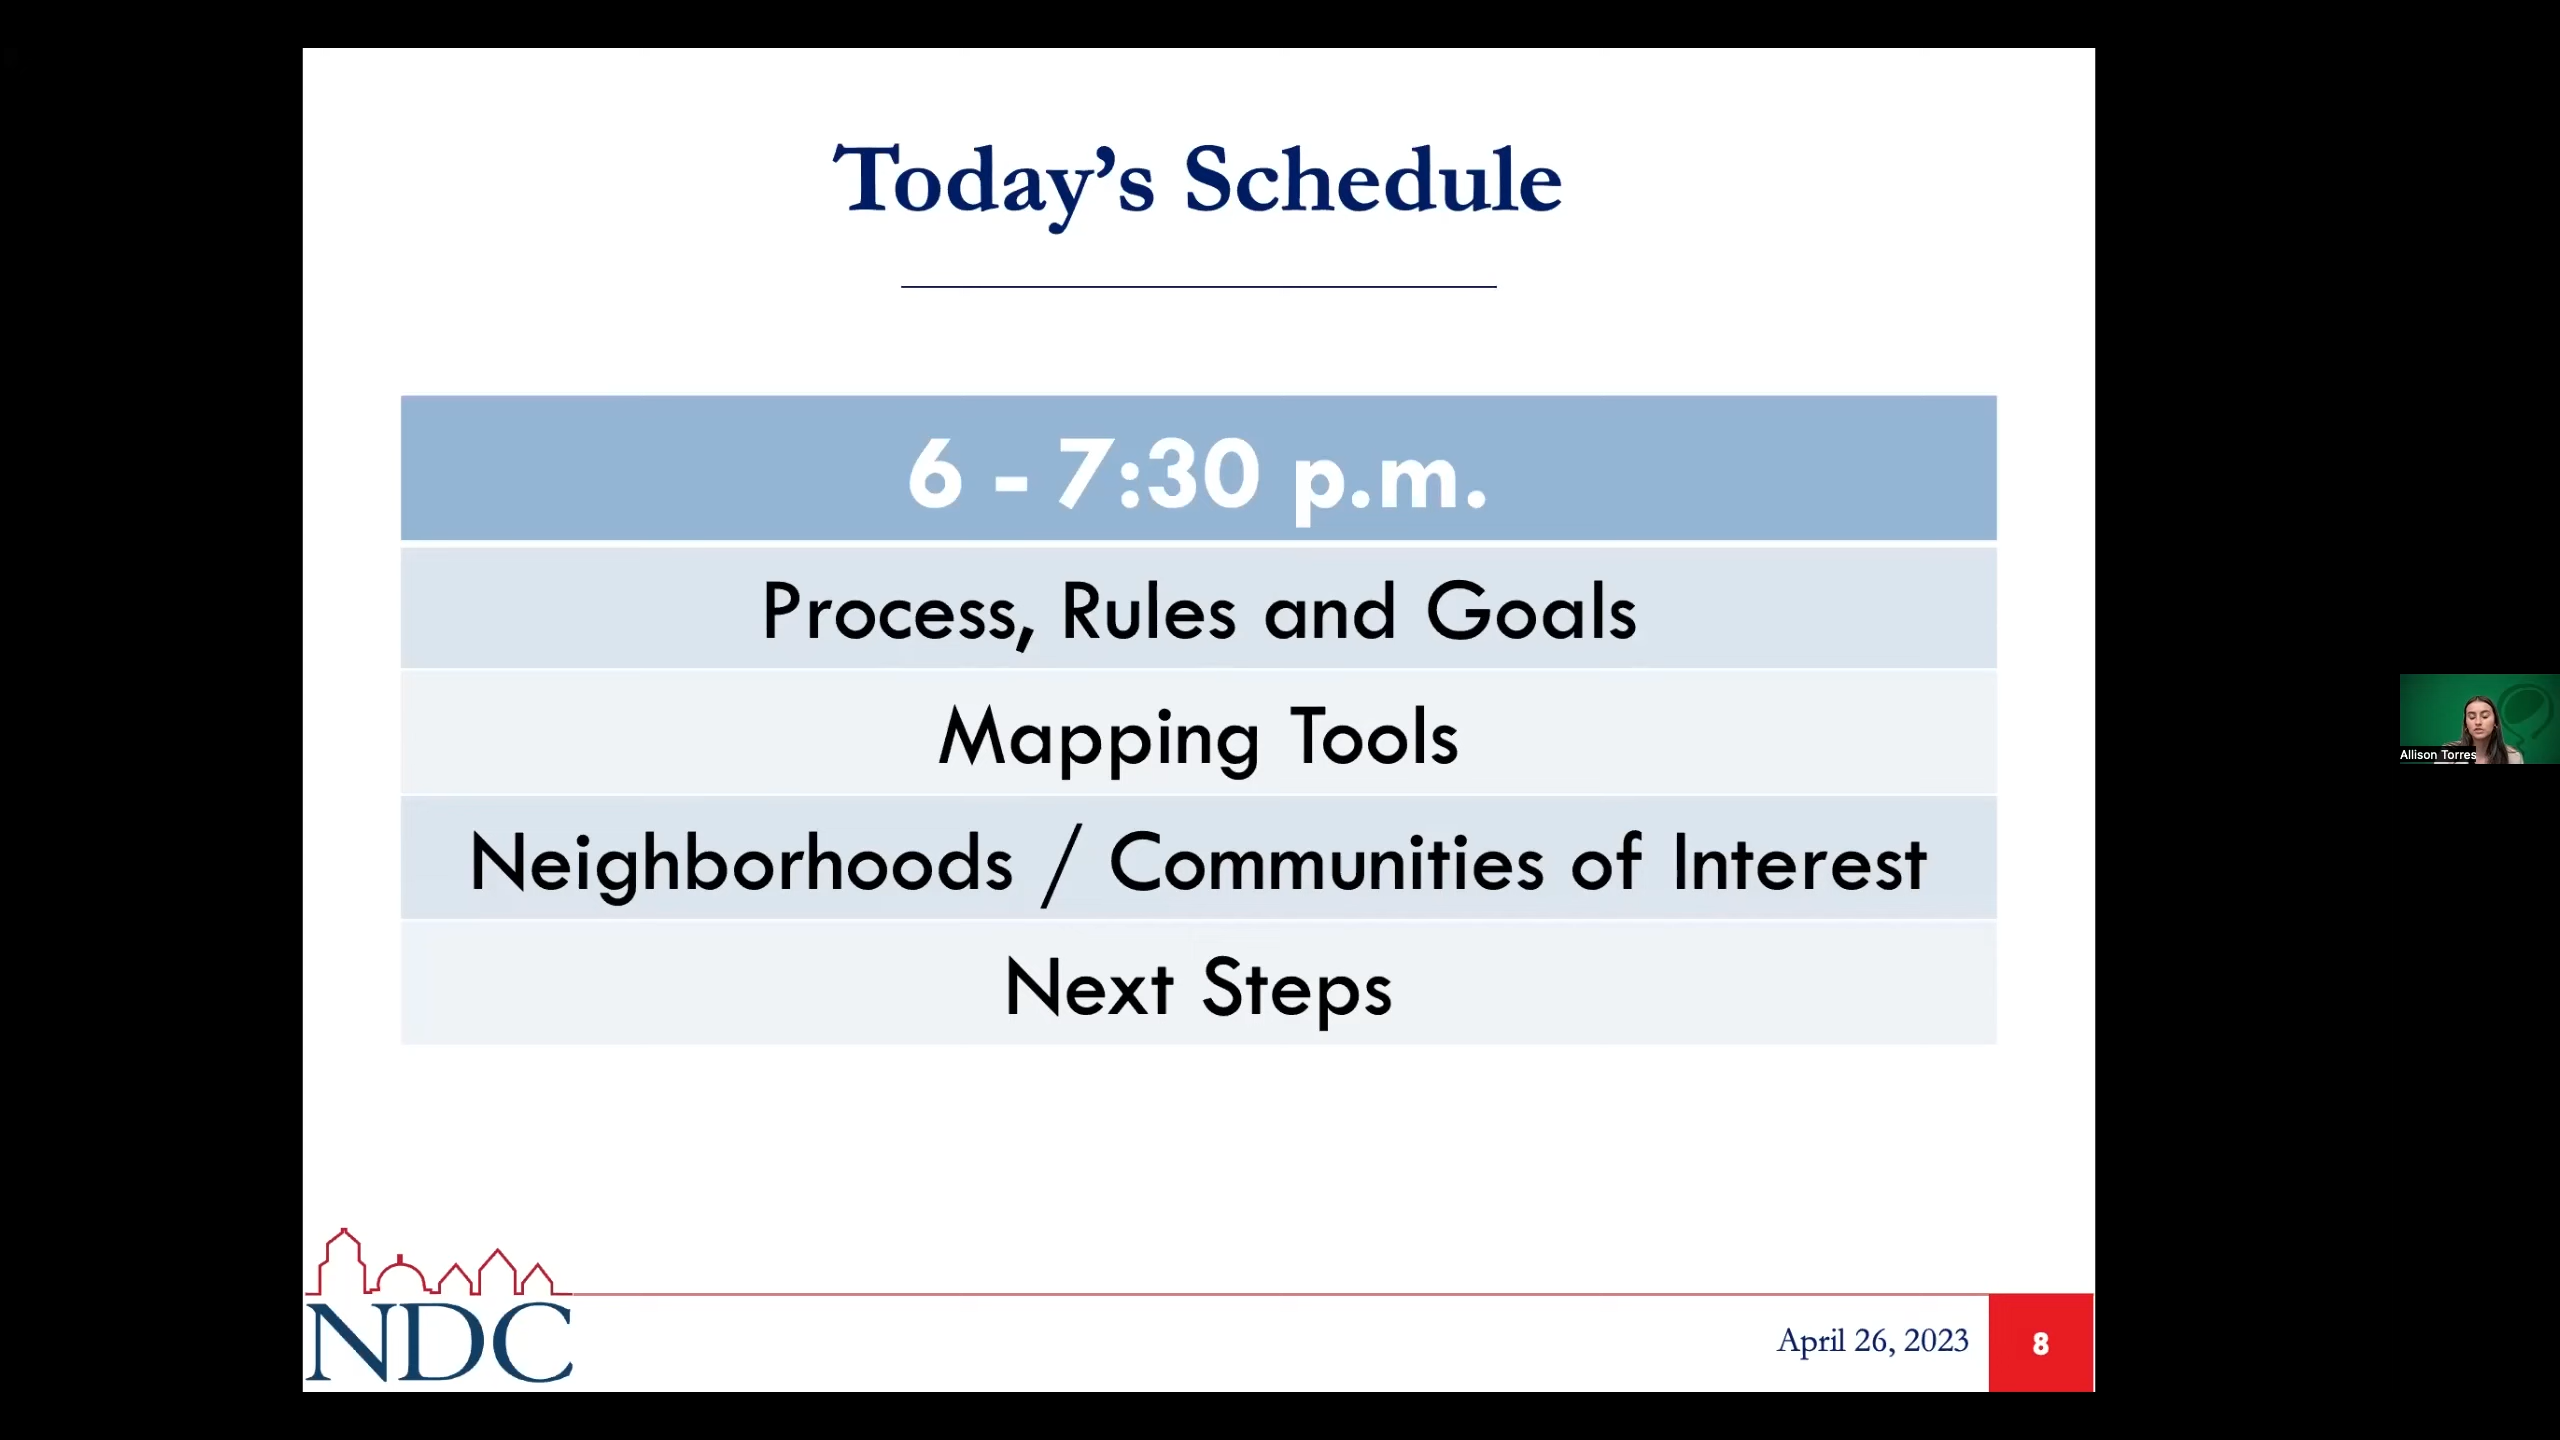 Today’s Schedule
6 - 7:30 p.m.
Process, Rules and Goals
Mapping Tools
Neighborhoods / Communities of Interest
Next Steps
NDC
April 26, 2023
8
Allison Torres